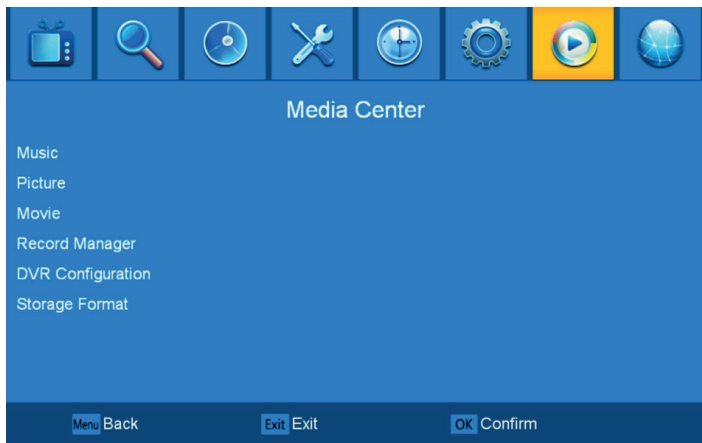 Media Center
Music
Picture
Movie
Record Manager
DVR Configuration
Storage Format
Menu Back Exit Exit OK Confirm